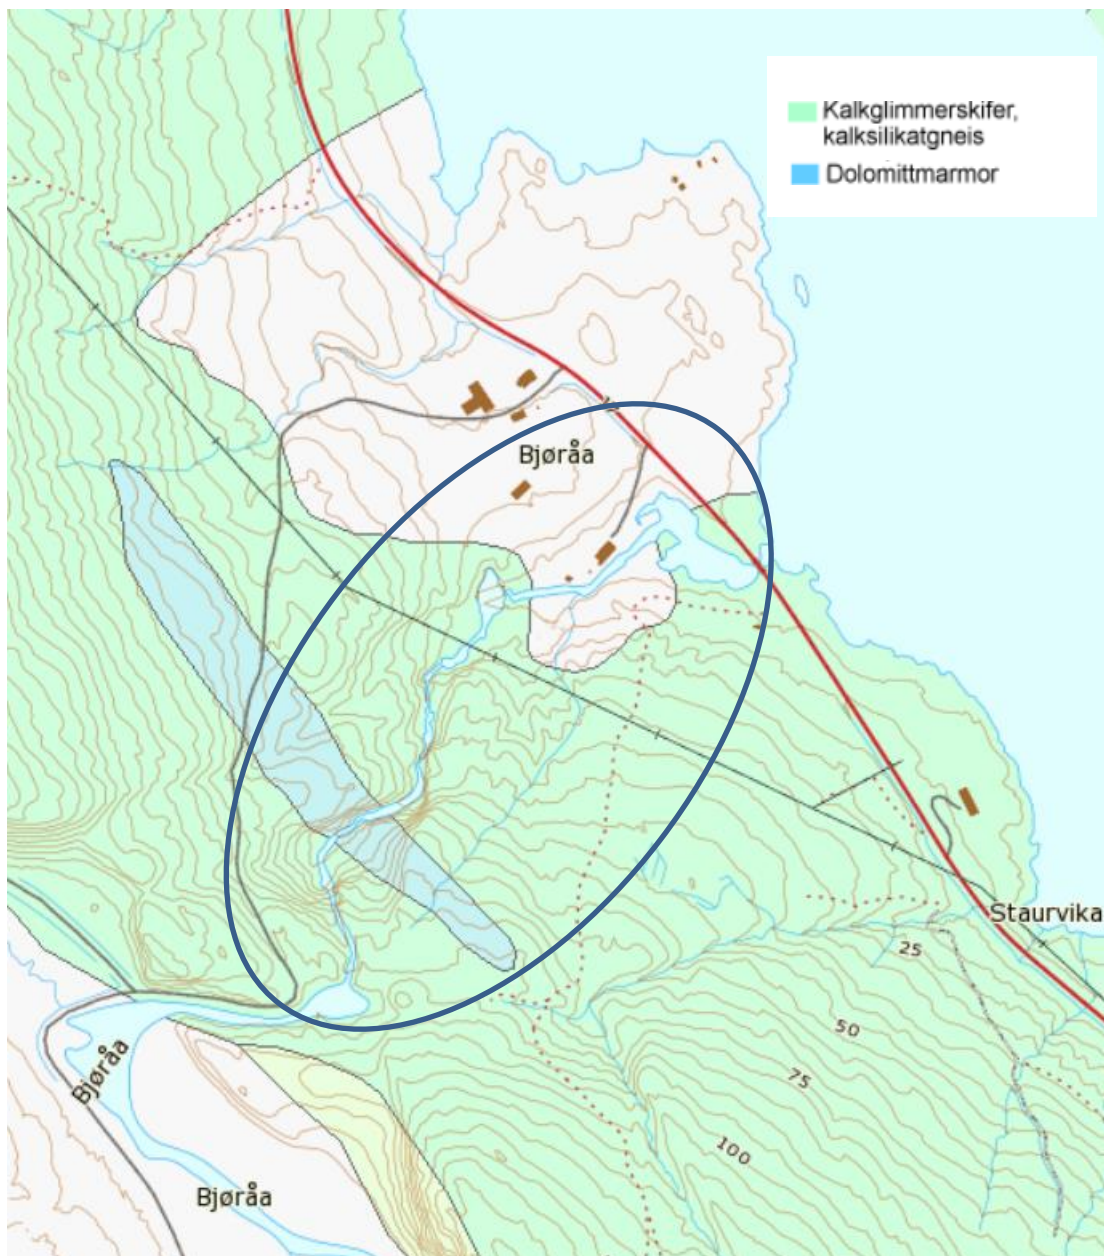 Kalkglimmerskifer,
kalksilikatgneis
Dolomittmarmor
Bjøråa
Staurvika
25
50
75
100
Bjøråa
Bjøråa